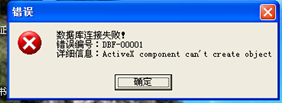 错误
数据库连接失败!
错误编号：DBF-00001
详细信息：ActiveX component can't create object
确定
书